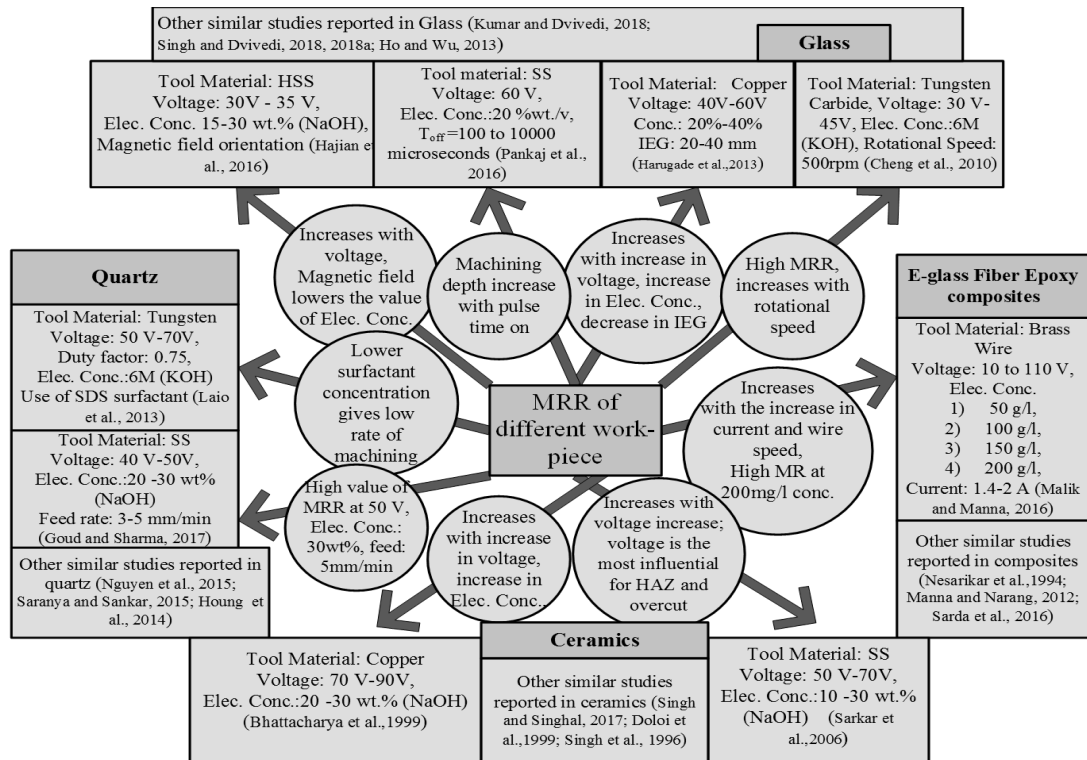 Other similar studies reported in Glass (Kumar and Dvivedi, 2018;
Singh and Dvivedi, 2018, 2018a; Ho and Wu, 2013)
Glass
Tool Material: HSS
Voltage: 30V - 35 V,
Elec. Conc. 15-30 wt.% (NaOH),
Magnetic field orientation (Hajian et
al., 2016)
Tool material: SS
Voltage: 60 V,
Elec. Conc.:20 %wt./v,
Toff=100 to 10000
microseconds (Pankaj et al.,
2016)
Tool Material: Copper
Voltage: 40V-60V
Conc.: 20%-40%
IEG: 20-40 mm
(Harugade et al.,2013)
Tool Material: Tungsten
Carbide, Voltage: 30 V-
45V, Elec. Conc.:6M
(KOH), Rotational Speed:
500rpm (Cheng et al., 2010)
Increases with
voltage,
Magnetic field
lowers the value
of Elec. Conc.
Machining
depth increase
with pulse
time on
Increases
with increase in
voltage, increase
in Elec. Conc.,
decrease in IEG
High MRR,
increases with
rotational
speed
Quartz
Tool Material: Tungsten
Voltage: 50 V-70V,
Duty factor: 0.75,
Elec. Conc.:6M (KOH)
Use of SDS surfactant (Laio et
al., 2013)
Tool Material: SS
Voltage: 40 V-50V,
Elec. Conc.:20 -30 wt%
(NaOH)
Feed rate: 3-5 mm/min
(Goud and Sharma, 2017)
Other similar studies reported in
quartz (Nguyen et al., 2015;
Saranya and Sankar, 2015; Houng et
al., 2014)
Lower
surfactant
concentration
gives low
rate of
machining
MRR of
different work-
piece
Increases
with the increase in
current and wire
speed,
High MR at
200mg/l conc.
E-glass Fiber Epoxy
composites
Tool Material: Brass
Wire
Voltage: 10 to 110 V,
Elec. Conc.
1) 50 g/l,
2) 100 g/l,
3) 150 g/l,
4) 200 g/l,
Current: 1.4-2 A (Malik
and Manna, 2016)
Other similar studies
reported in composites
(Nesarikar et al.,1994;
Manna and Narang, 2012;
Sarda et al., 2016)
High value of
MRR at 50 V,
Elec. Conc.:
30wt%, feed:
5mm/min
Increases
with increase in
voltage,
increase in
Elec. Conc..
Increases with
voltage increase;
voltage is the
most influential
for HAZ and
overcut
Tool Material: Copper
Voltage: 70 V-90V,
Elec. Conc.:20 -30 wt.% (NaOH)
(Bhattacharya et al.,1999)
Ceramics
Other similar studies
reported in ceramics (Singh
and Singhal, 2017; Doloi et
al.,1999; Singh et al., 1996)
Tool Material: SS
Voltage: 50 V-70V,
Elec. Conc.:10 -30 wt.%
(NaOH) (Sarkar et
al.,2006)